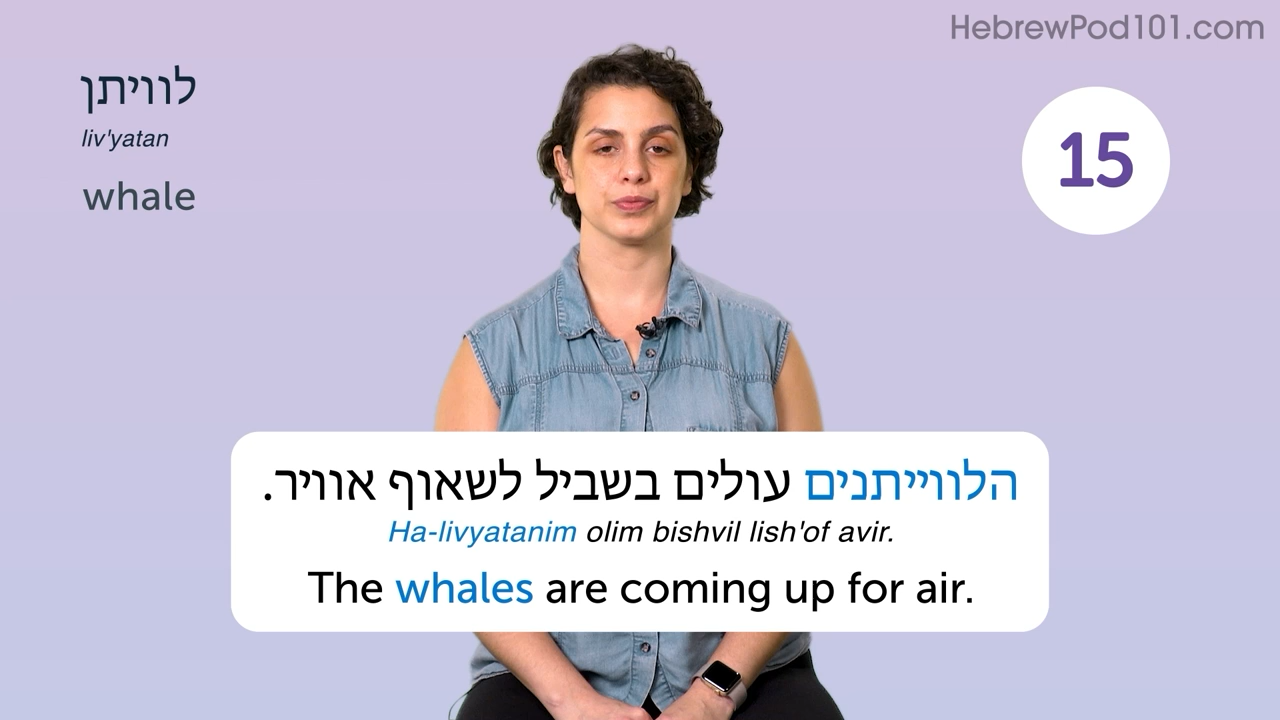 HebrewPod101.com
לוויתן
liv'yatan
whale
15
הלווייתנים עולים בשביל לשאוף אוויר.
Ha-livyatanim olim bishvil lish'of avir.
The whales are coming up for air.